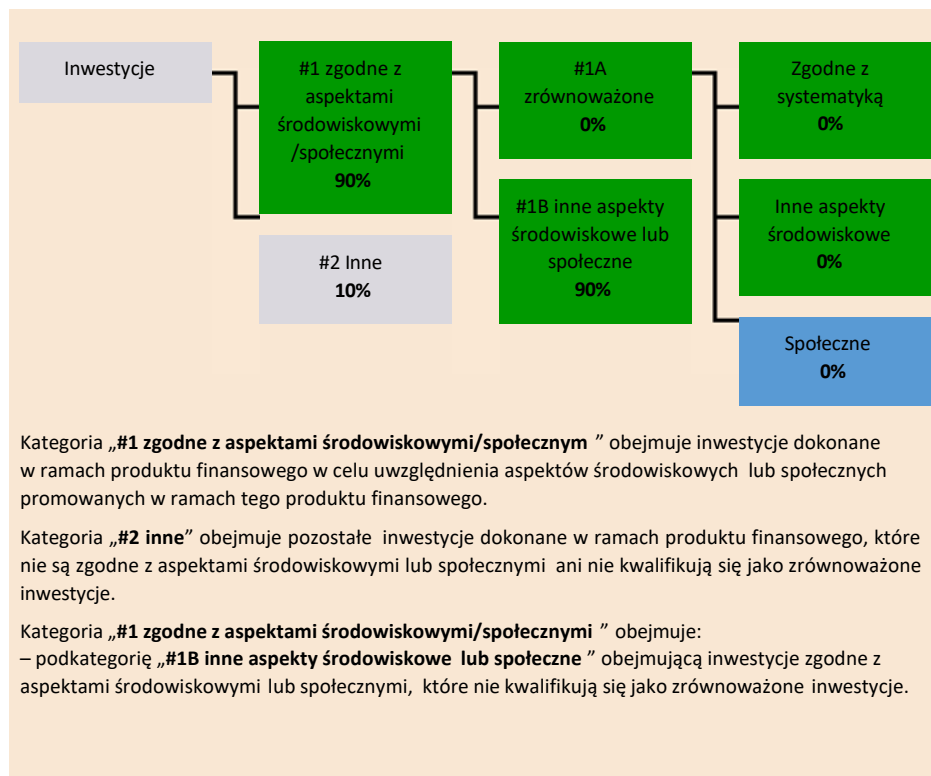 Inwestycje
#1 zgodne z
aspektami
środowiskowymi
/społecznymi
90%
#2 Inne
10%
#1A
zrównoważone
0%
#1B inne aspekty
środowiskowe lub
społeczne
90%
Zgodne z
systematyką
0%
Inne aspekty
środowiskowe
0%
Społeczne
0%
Kategoria „#1 zgodne z aspektami środowiskowymi/społecznym ” obejmuje inwestycje dokonane
w ramach produktu finansowego w celu uwzględnienia aspektów środowiskowych lub społecznych
promowanych w ramach tego produktu finansowego.
Kategoria „#2 inne” obejmuje pozostałe inwestycje dokonane w ramach produktu finansowego, które
nie są zgodne z aspektami środowiskowymi lub społecznymi ani nie kwalifikują się jako zrównoważone
inwestycje.
Kategoria „#1 zgodne z aspektami środowiskowymi/społecznymi ” obejmuje:
– podkategorię „#1B inne aspekty środowiskowe lub społeczne ” obejmującą inwestycje zgodne z
aspektami środowiskowymi lub społecznymi, które nie kwalifikują się jako zrównoważone inwestycje.